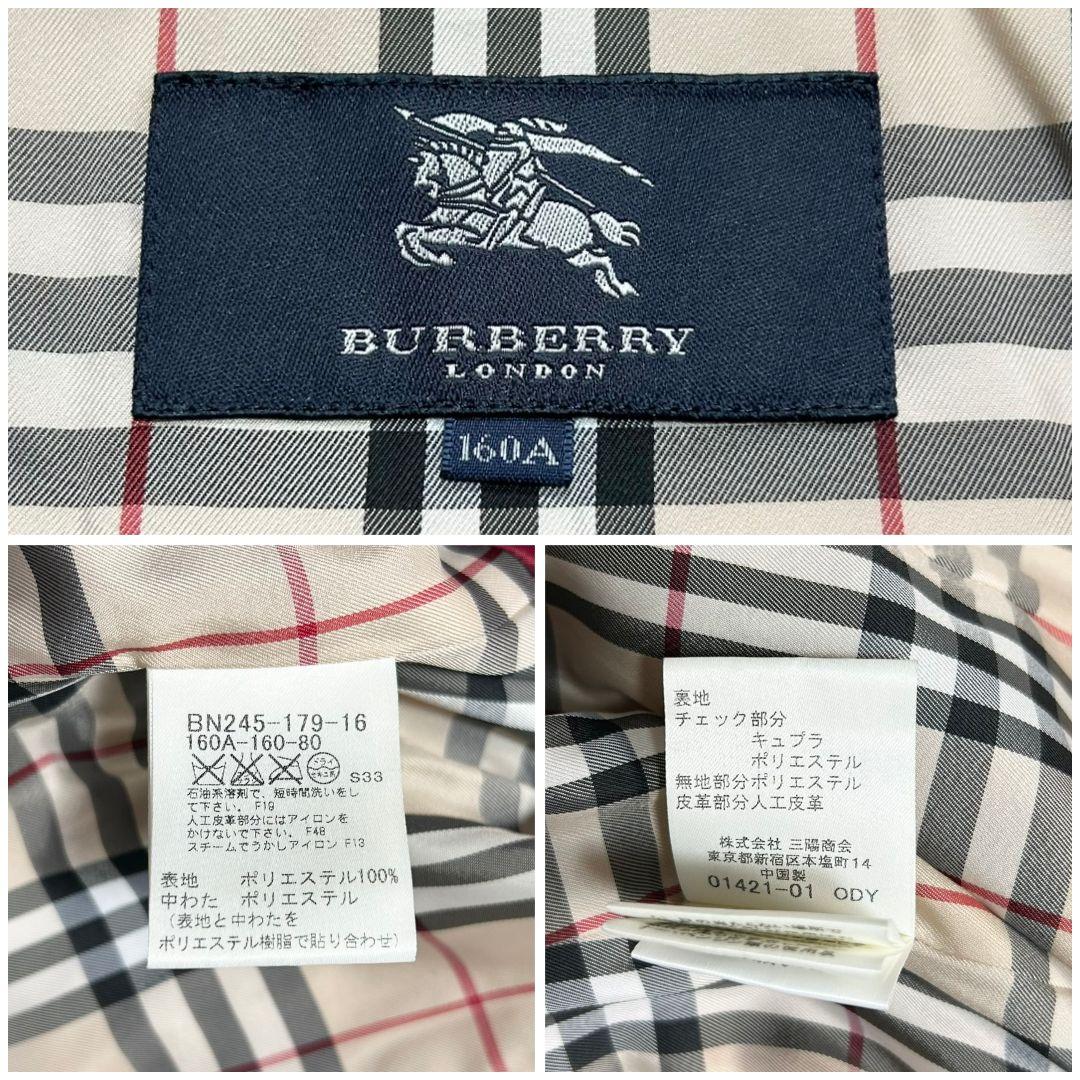 BURBERRY
LONDON
160A
BN245-179-16
160A-160-80
ドライ
セキユ系
S33
石油系溶剤で、短時間洗いをし
て下さい。 F19
人工皮革部分にはアイロンを
かけないで下さい。 F48
スチームでうかしアイロン F13
表地 ポリエステル100%
中わた ポリエステル
(表地と中わたを
ポリエステル樹脂で貼り合わせ)
裏地
チェック部分
キュプラ
ポリエステル
無地部分ポリエステル
皮革部分人工皮革
株式会社 三陽商会
東京都新宿区本塩町14
中国製
01421-01 ODY